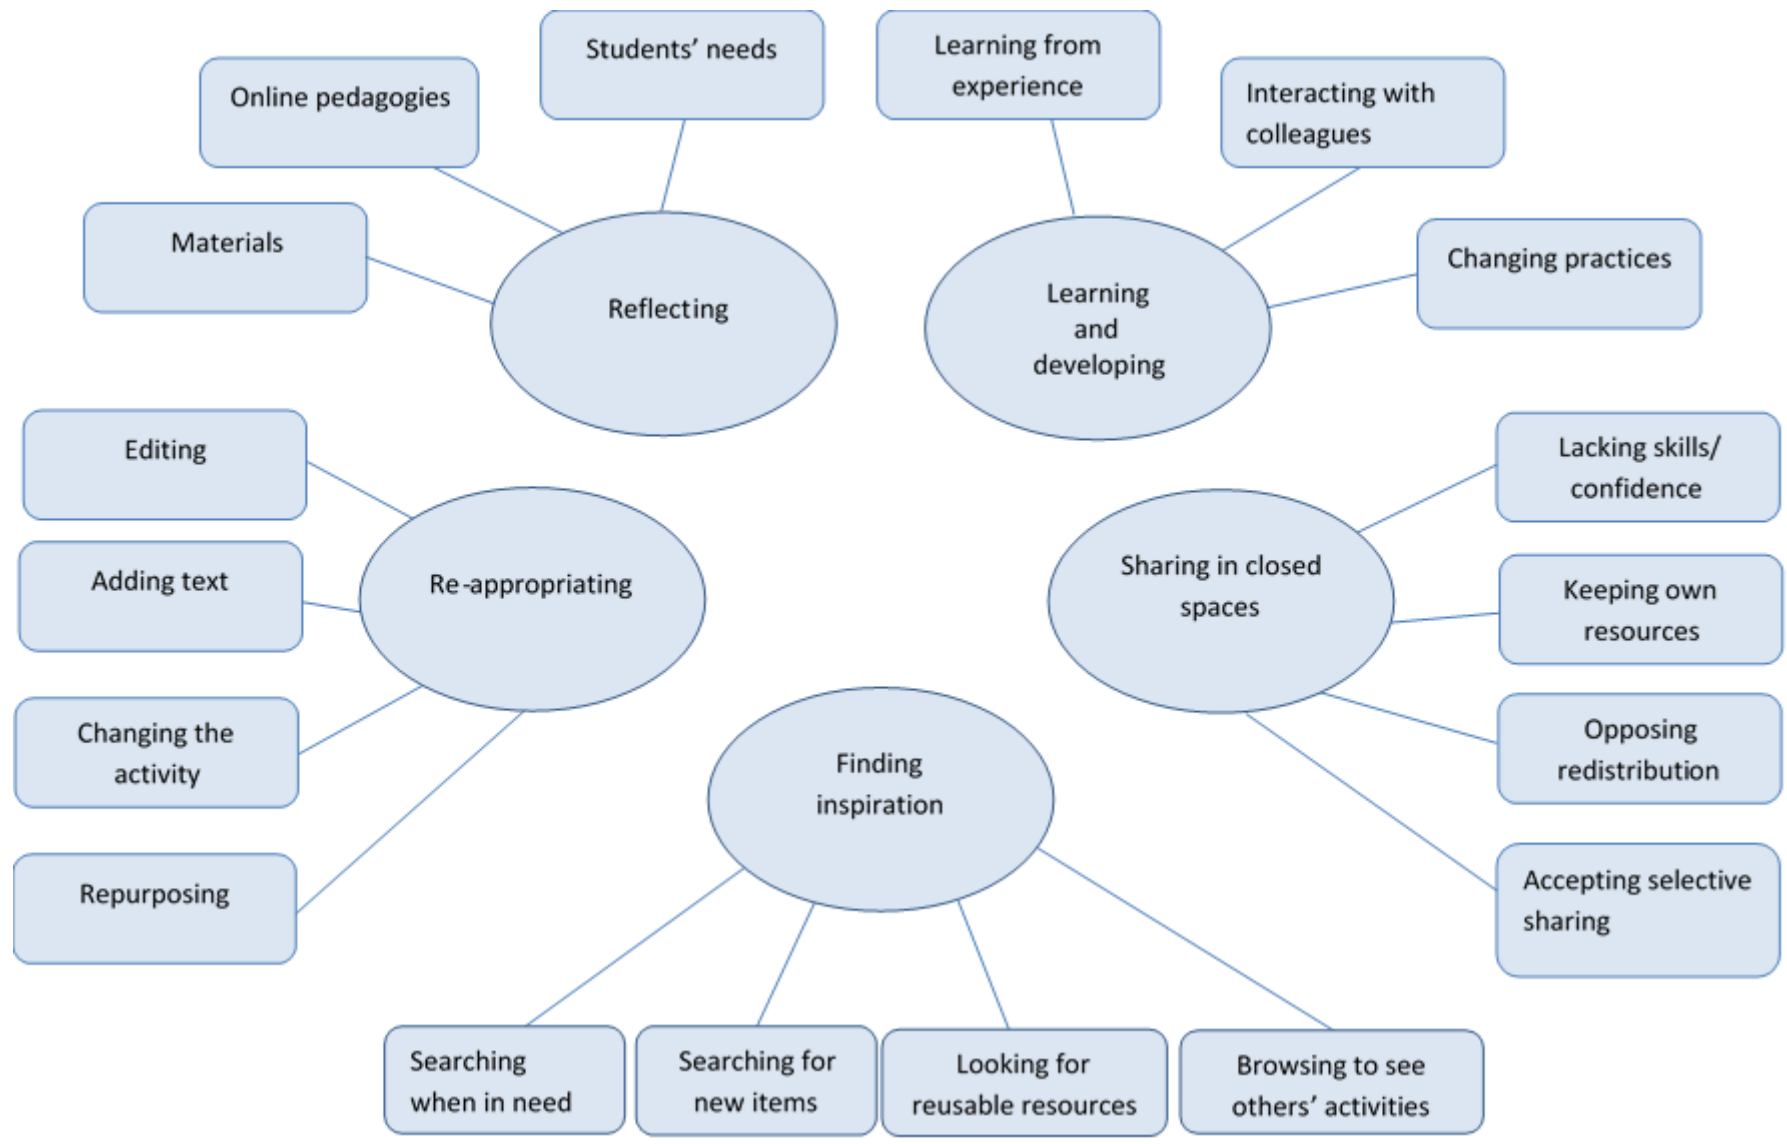 Students’ needs
Online pedagogies
Materials
Reflecting
Learning from
experience
Interacting with
colleagues
Changing practices
Learning
and
developing
Editing
Adding text
Changing the
activity
Repurposing
Re-appropriating
Lacking skills/
confidence
Keeping own
resources
Opposing
redistribution
Accepting selective
sharing
Sharing in closed
spaces
Finding
inspiration
Searching
when in need
Searching for
new items
Looking for
reusable resources
Browsing to see
others’ activities